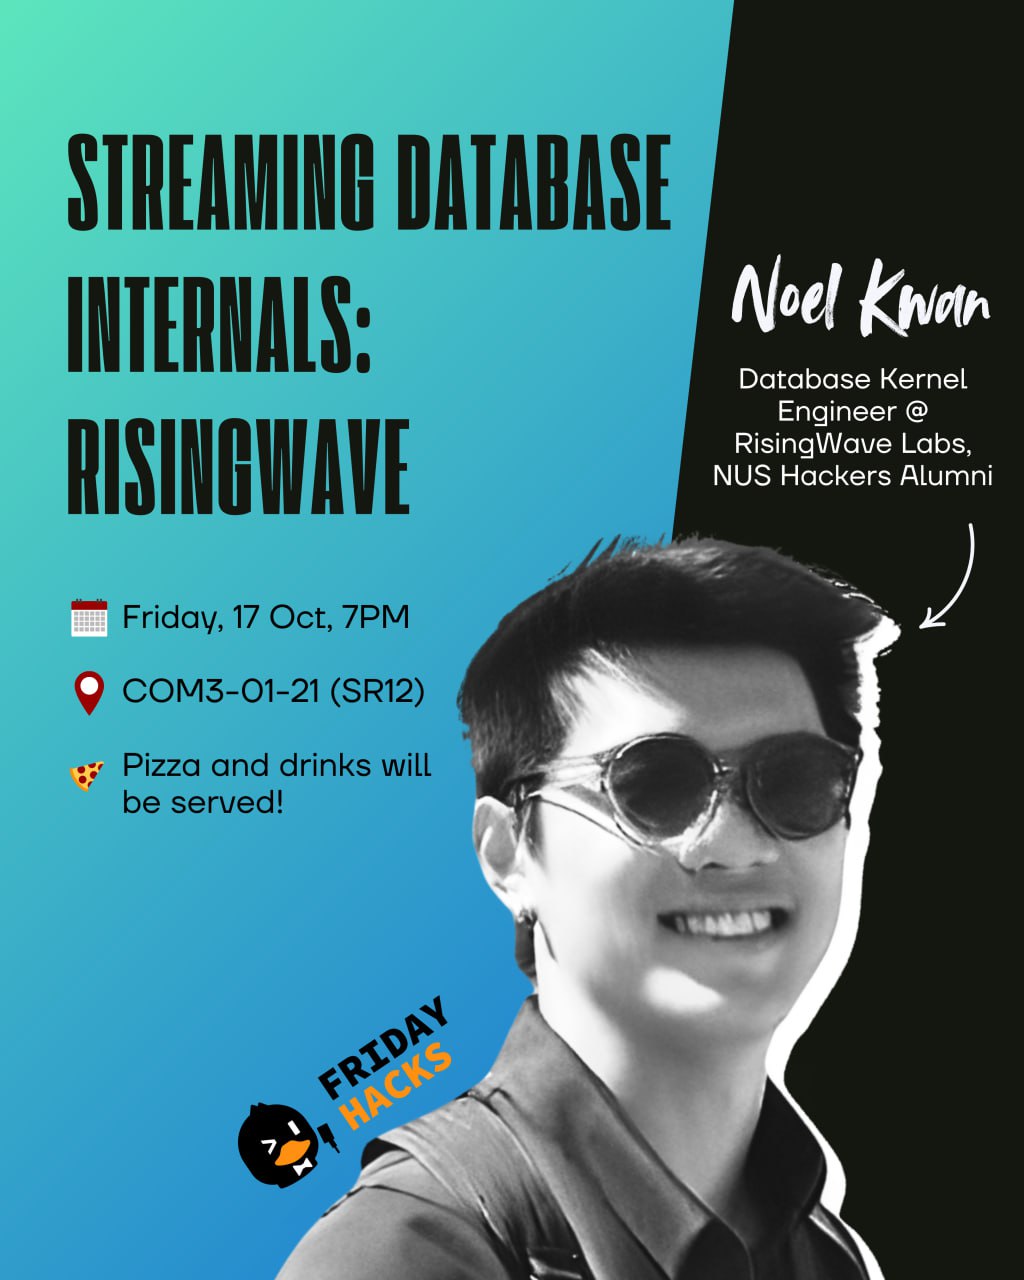 STREAMING DATABASE
INTERNALS:
RISINGWAVE
Noel Kwan
Database Kernel
Engineer @
RisingWave Labs,
NUS Hackers Alumni
Friday, 17 Oct, 7PM
COM3-01-21 (SR12)
Pizza and drinks will
be served!
FRIDAY
HACKS